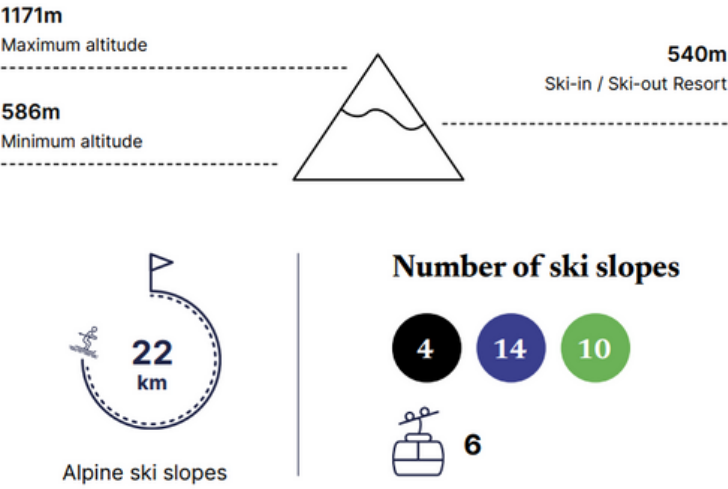 1171m
Maximum altitude
540m
Ski-in / Ski-out Resort
586m
Minimum altitude
22
km
Alpine ski slopes
Number of ski slopes
4 14 10
6